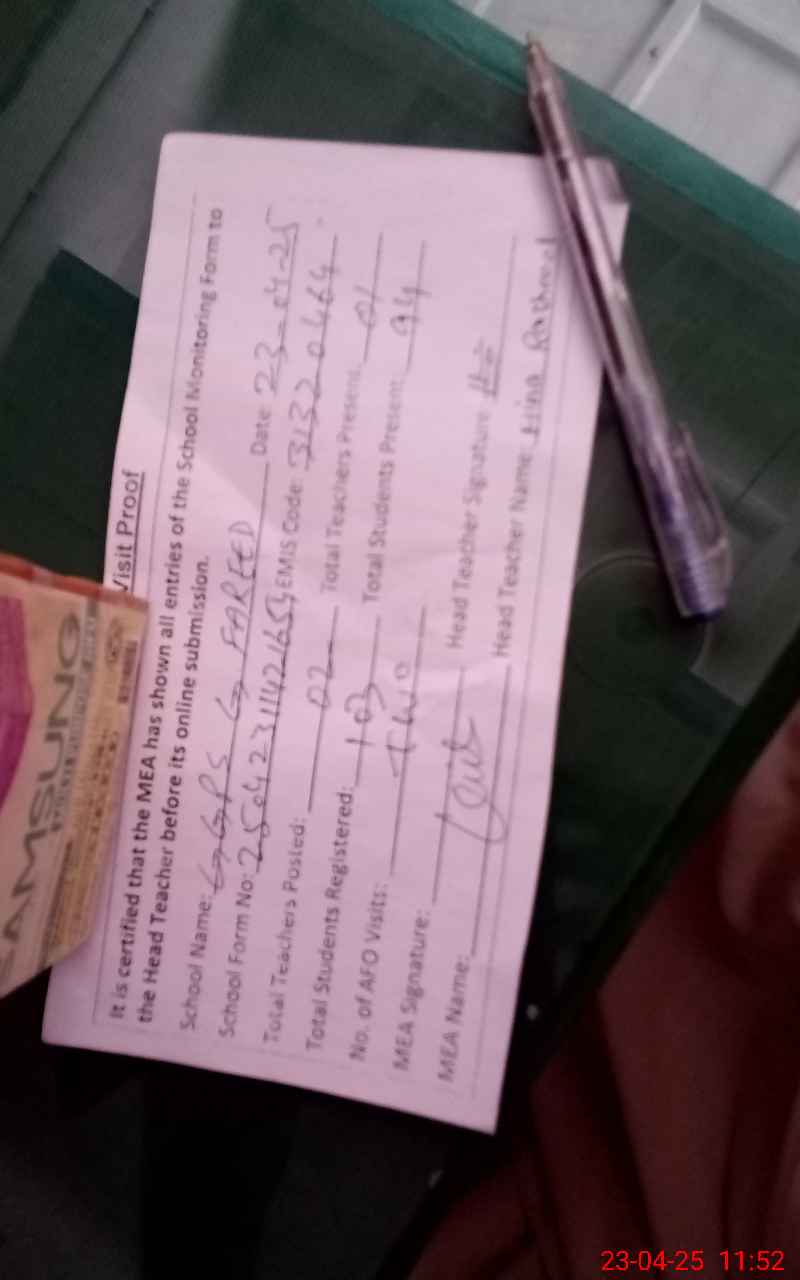 Visit Proof
It is certified that the MEA has shown all entries of the School Monitoring Form to
the Head Teacher before its online submission.
School Name: GGPS G FAREED Date: 23-04-25
School Form No: 25042311421654 EMIS Code: 31320464
Total Teachers Posted: 02 Total Teachers Present: 01
Total Students Registered: 103 Total Students Present: 94
No. of AFO Visits: Two
MEA Signature: Head Teacher Signature:
MEA Name: Head Teacher Name: Hina Rasheed
SAMSUNG
23-04-25 11:52